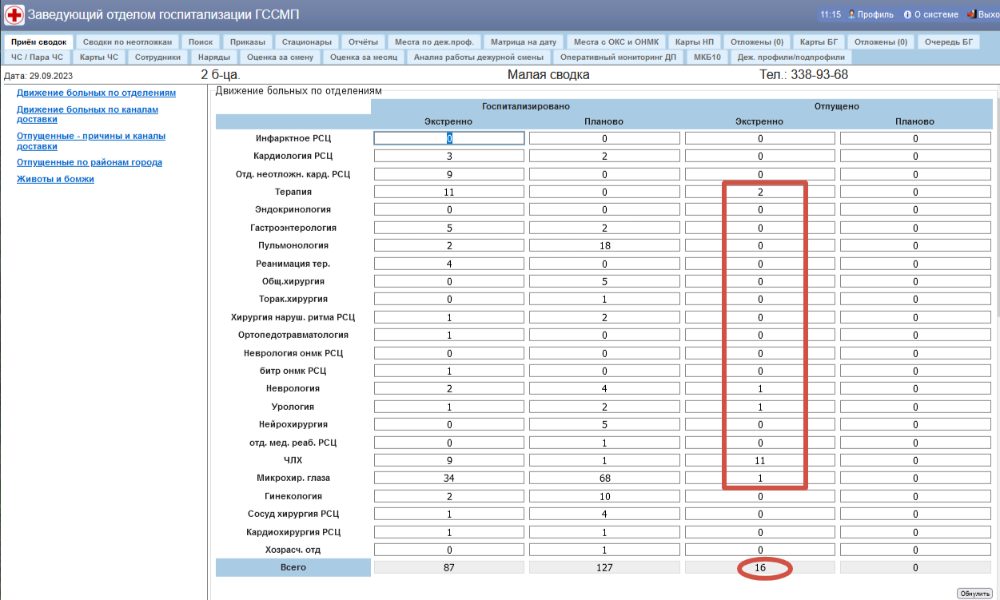 Заведующий отделом госпитализации ГССМП 11:15 Профиль О системе Выхо
Приём сводок Сводки по неотложкам Поиск Приказы Стационары Отчёты Места по деж.проф. Матрица на дату Места с ОКС и ОНМК Карты НП Отложены (0) Карты БГ Отложены (0) Очередь БГ
ЧС / Пара ЧС Карты ЧС Сотрудники Наряды Оценка за смену Оценка за месяц Анализ работы дежурной смены Оперативный мониторинг ДП МКБ10 Деж. профили/подпрофили
Дата: 29.09.2023 2 б-ца. Малая сводка Тел.: 338-93-68
Движение больных по отделениям
Движение больных по каналам
доставки
Отпущенные - причины и каналы
доставки
Отпущенные по районам города
Животы и бомжи
Движение больных по отделениям
Госпитализировано Отпущено
Экстренно Планово Экстренно Планово
Инфарктное РСЦ 0 0 0 0
Кардиология РСЦ 3 2 0 0
Отд. неотложн. кард. РСЦ 9 0 0 0
Терапия 11 0 2 0
Эндокринология 0 0 0 0
Гастроэнтерология 5 2 0 0
Пульмонология 2 18 0 0
Реанимация тер. 4 0 0 0
Общ.хирургия 0 5 0 0
Торак.хирургия 0 1 0 0
Хирургия наруш. ритма РСЦ 1 2 0 0
Ортопедотравматология 1 0 0 0
Неврология онмк РСЦ 0 0 0 0
битр онмк РСЦ 1 0 0 0
Неврология 2 4 1 0
Урология 1 2 1 0
Нейрохирургия 0 5 0 0
отд. мед. реаб. РСЦ 0 1 0 0
ЧЛХ 9 1 11 0
Микрохир. глаза 34 68 1 0
Гинекология 2 10 0 0
Сосуд хирургия РСЦ 1 4 0 0
Кардиохирургия РСЦ 1 1 0 0
Хозрасч. отд 0 1 0 0
Всего 87 127 16 0
Обнулить